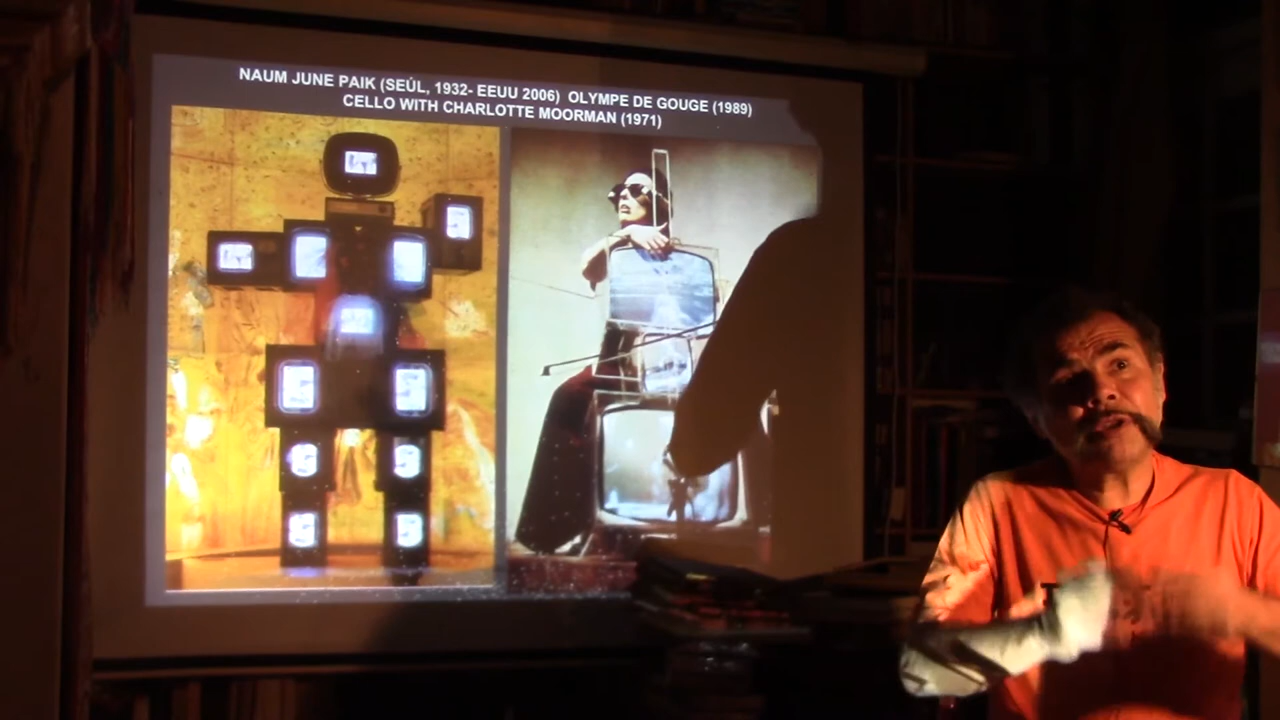 NAUM JUNE PAIK (SEÚL, 1932- EEUU 2006)  OLYMPE DE GOUGE (1989)
CELLO WITH CHARLOTTE MOORMAN (1971)